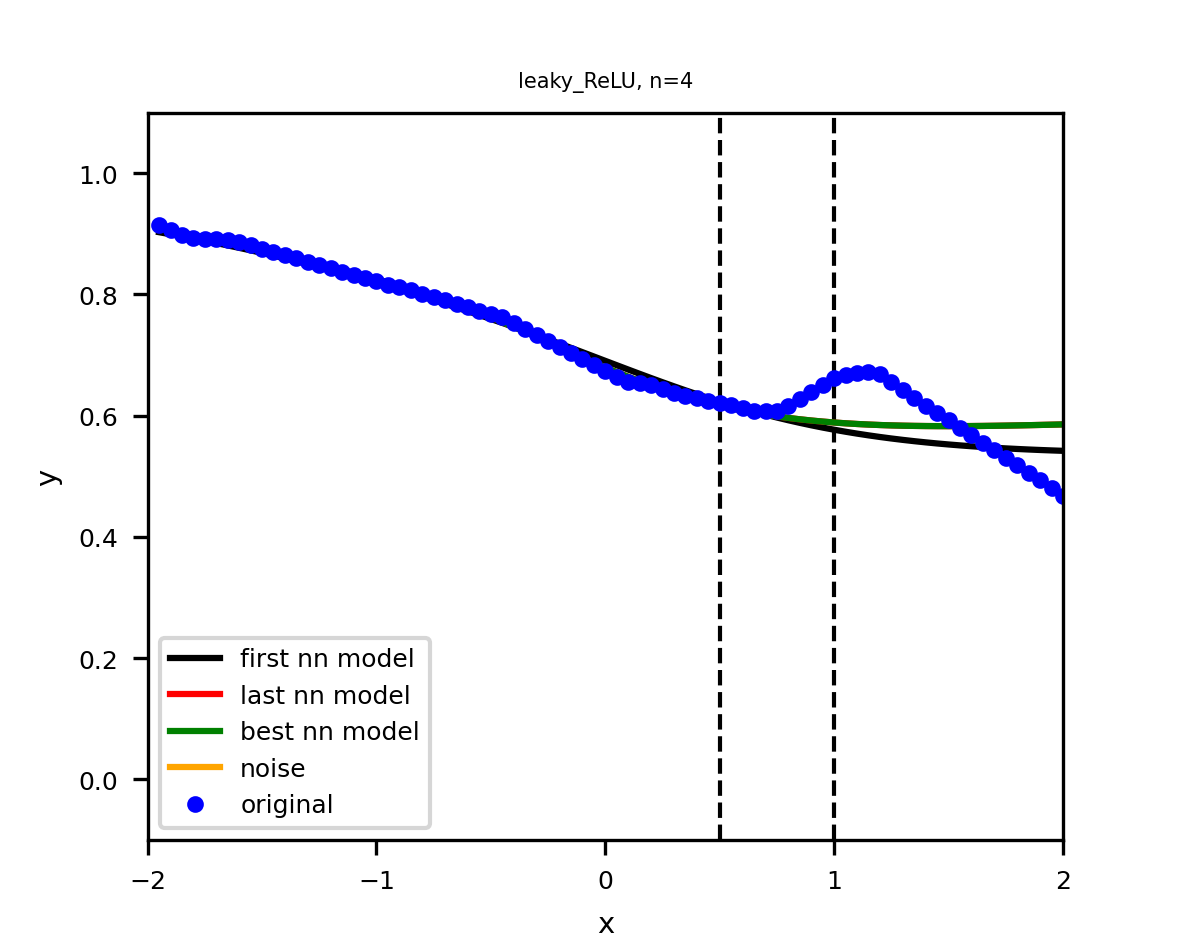 leaky_ReLU, n=4
1.0
0.8
0.6
0.4
0.2
0.0
y
first nn model
last nn model
best nn model
noise
original
−2 −1 0 1 2
x